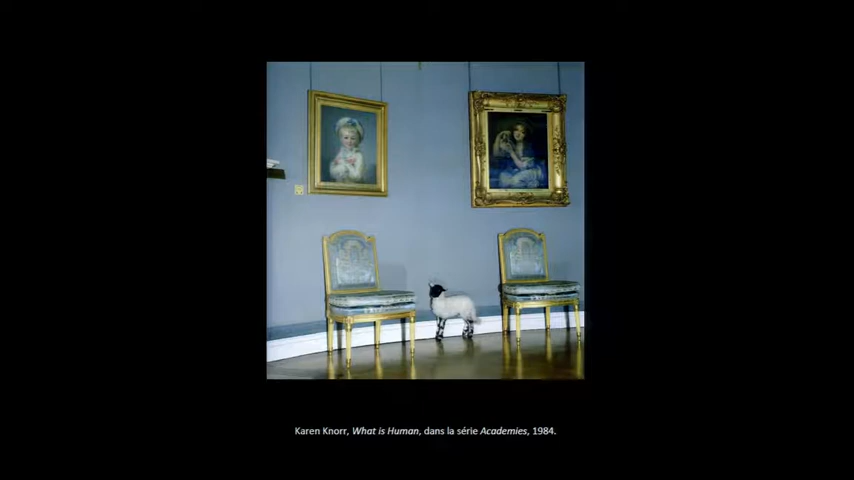 Karen Knorr, What is Human, dans la série Academies, 1984.